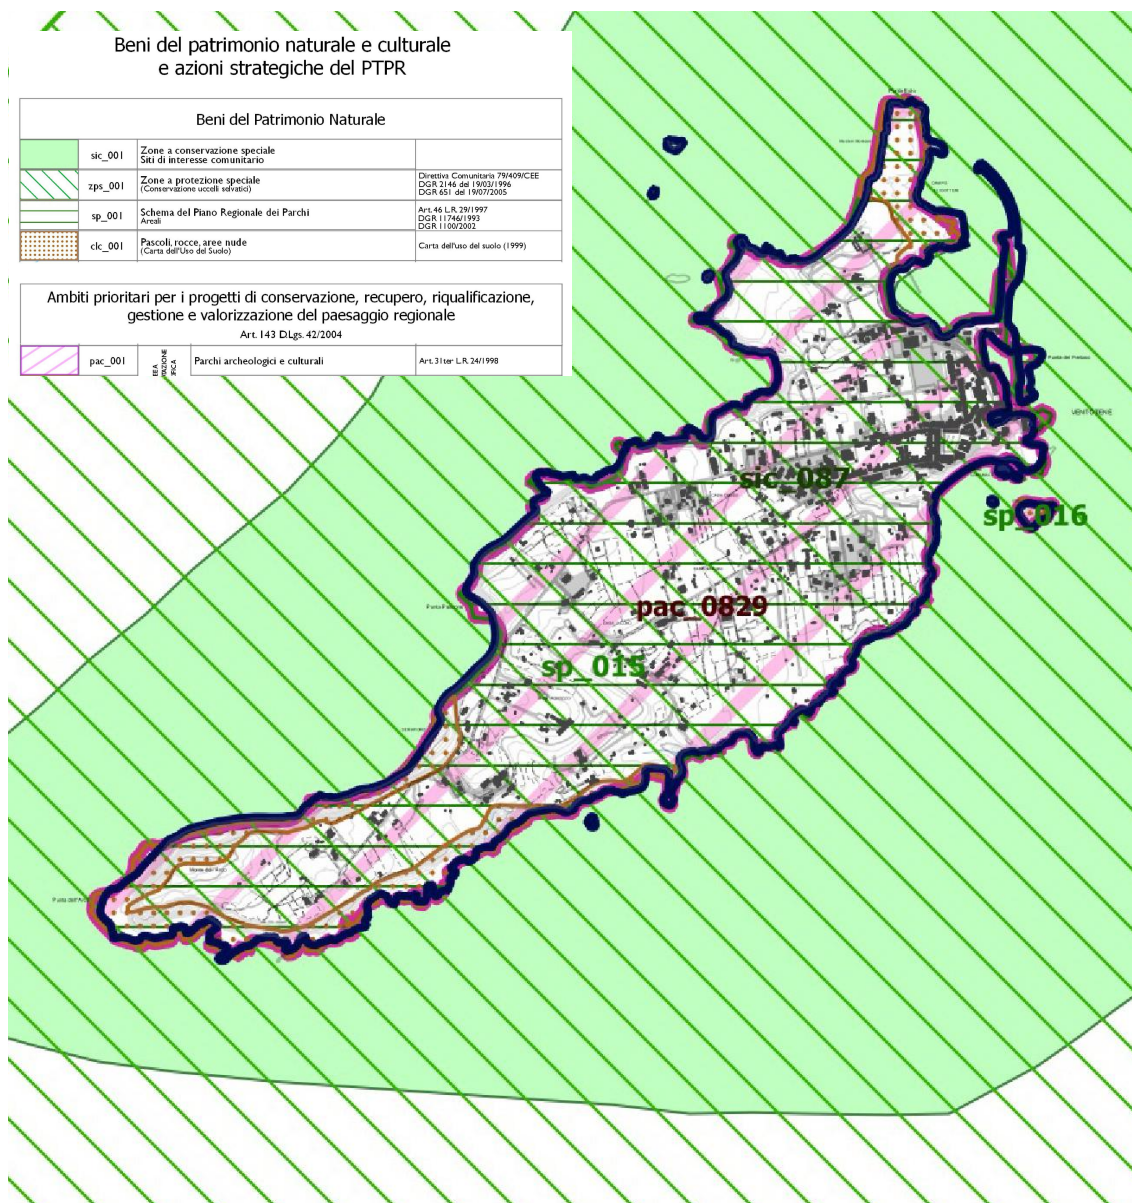 Beni del patrimonio naturale e culturale
e azioni strategiche del PTPR
Beni del Patrimonio Naturale
sic_001
Zone a conservazione speciale
Siti di interesse comunitario
zps_001
Zone a protezione speciale
(Conservazione uccelli selvatici)
Direttiva Comunitaria 79/409/CEE
DGR 2146 del 19/03/1996
DGR 651 del 19/07/2005
sp_001
Schema del Piano Regionale dei Parchi
Areali
Art. 46 L.R. 29/1997
DGR 11746/1993
DGR 1100/2002
clc_001
Pascoli, rocce, aree nude
(Carta dell'Uso del Suolo)
Carta dell'uso del suolo (1999)
Ambiti prioritari per i progetti di conservazione, recupero, riqualificazione,
gestione e valorizzazione del paesaggio regionale
Art. 143 D.Lgs. 42/2004
pac_001
Parchi archeologici e culturali
Art. 31ter L.R. 24/1998
VENTOTENE
sic_087
sp_016
pac_0829
sp_015